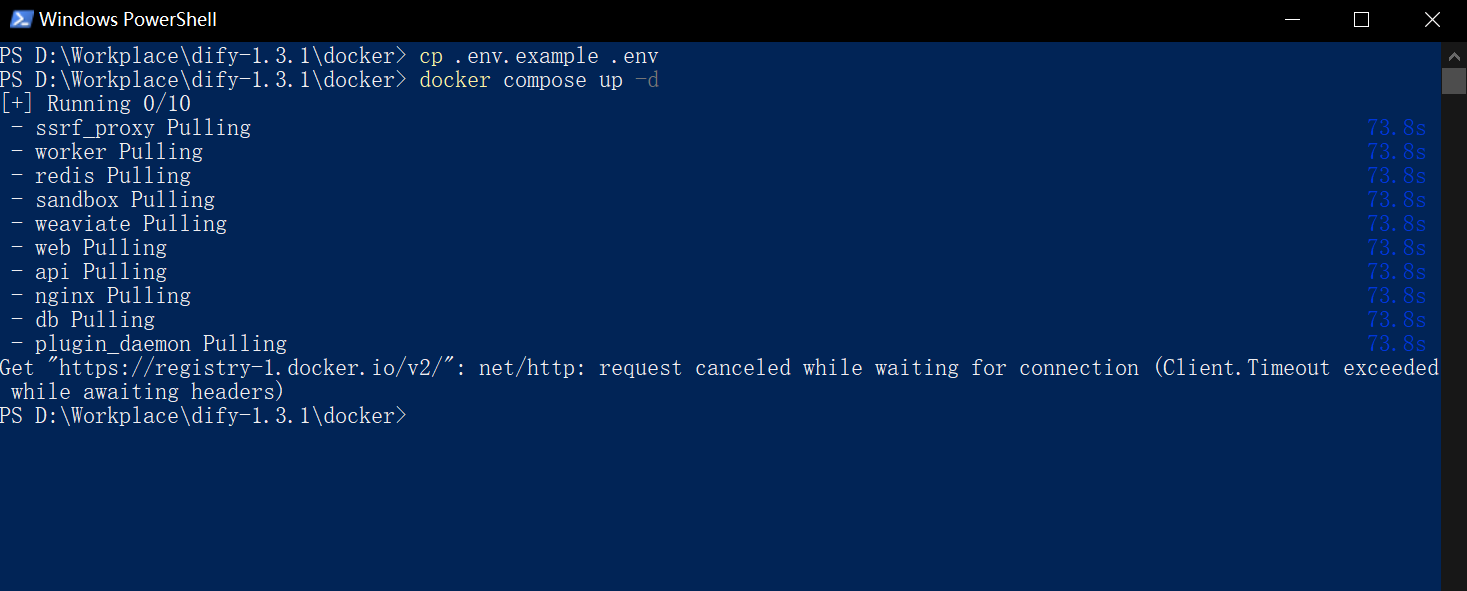 Windows PowerShell
PS D:\Workplace\dify-1.3.1\docker> cp .env.example .env
PS D:\Workplace\dify-1.3.1\docker> docker compose up -d
[+] Running 0/10
 - ssrf_proxy Pulling 73.8s
 - worker Pulling 73.8s
 - redis Pulling 73.8s
 - sandbox Pulling 73.8s
 - weaviate Pulling 73.8s
 - web Pulling 73.8s
 - api Pulling 73.8s
 - nginx Pulling 73.8s
 - db Pulling 73.8s
 - plugin_daemon Pulling 73.8s
Get "https://registry-1.docker.io/v2/": net/http: request canceled while waiting for connection (Client.Timeout exceeded
 while awaiting headers)
PS D:\Workplace\dify-1.3.1\docker>